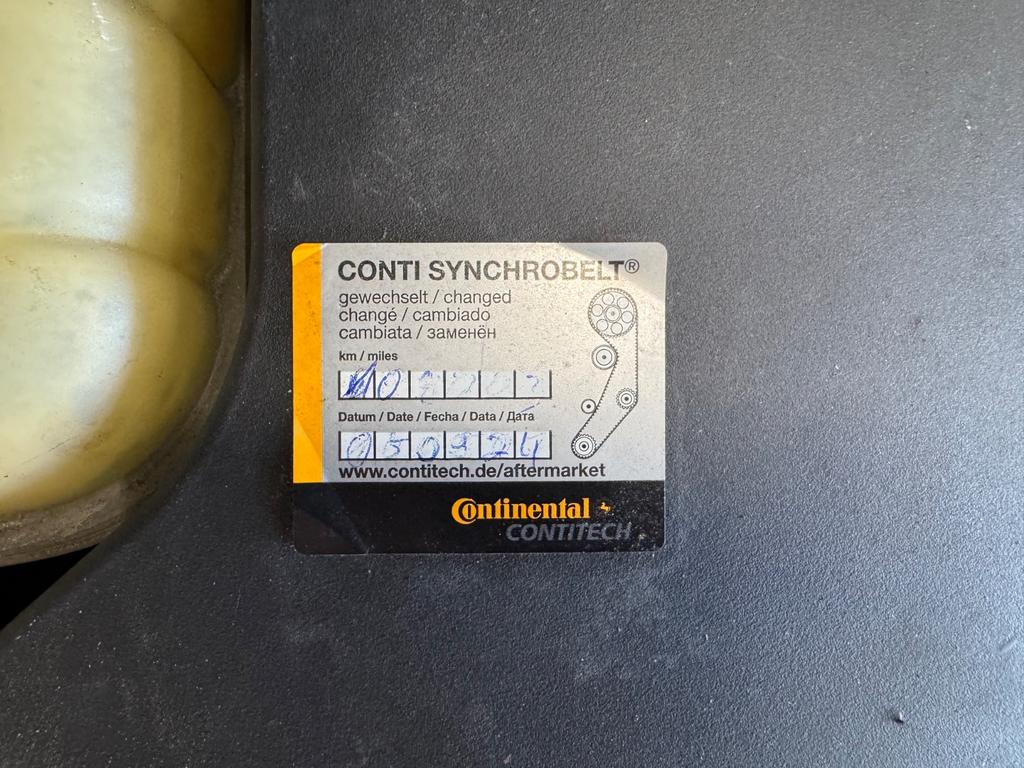 CONTI SYNCHROBELT®
gewechselt / changed
changé / cambiado
cambiata / заменён
km / miles
Datum / Date / Fecha / Data / Дата
050924
www.contitech.de/aftermarket
Continental
CONTITECH